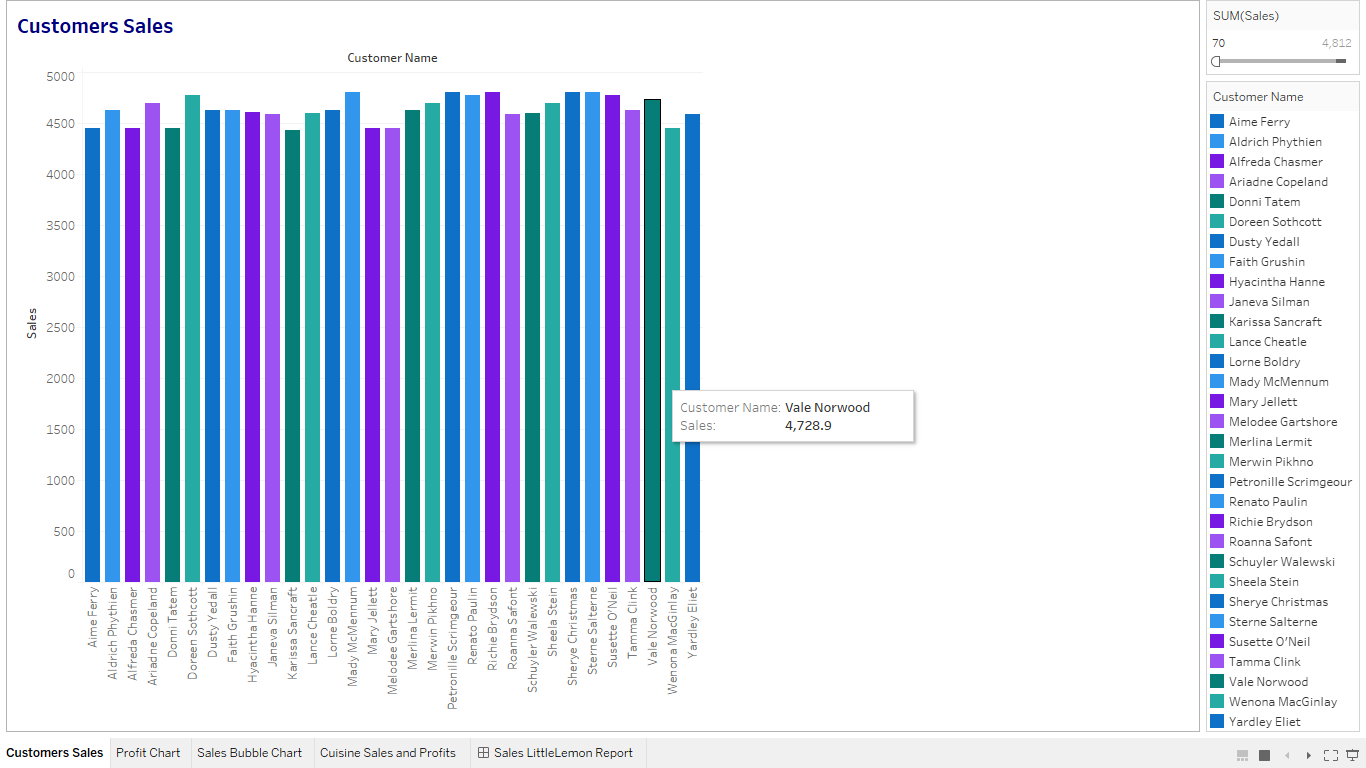 Customers Sales
Customer Name
5000
4500
4000
3500
3000
2500
2000
1500
1000
500
0
Sales
Aime Ferry
Aldrich Phythien
Alfreda Chasmer
Ariadne Copeland
Donni Tatem
Doreen Sothcott
Dusty Yedall
Faith Grushin
Hyacintha Hanne
Janeva Silman
Karissa Sancraft
Lance Cheatle
Lorne Boldry
Mady McMennum
Mary Jellett
Melodee Gartshore
Merlina Lermit
Merwin Pikhno
Petronille Scrimgeour
Renato Paulin
Richie Brydson
Roanna Safont
Schuyler Walewski
Sheela Stein
Sherye Christmas
Sterne Salterne
Susette O'Neil
Tamma Clink
Vale Norwood
Wenona MacGinlay
Yardley Eliet
Customer Name: Vale Norwood
Sales: 4,728.9
SUM(Sales)
70 4,812
Customer Name
Aime Ferry
Aldrich Phythien
Alfreda Chasmer
Ariadne Copeland
Donni Tatem
Doreen Sothcott
Dusty Yedall
Faith Grushin
Hyacintha Hanne
Janeva Silman
Karissa Sancraft
Lance Cheatle
Lorne Boldry
Mady McMennum
Mary Jellett
Melodee Gartshore
Merlina Lermit
Merwin Pikhno
Petronille Scrimgeour
Renato Paulin
Richie Brydson
Roanna Safont
Schuyler Walewski
Sheela Stein
Sherye Christmas
Sterne Salterne
Susette O'Neil
Tamma Clink
Vale Norwood
Wenona MacGinlay
Yardley Eliet
Customers Sales Profit Chart Sales Bubble Chart Cuisine Sales and Profits Sales LittleLemon Report